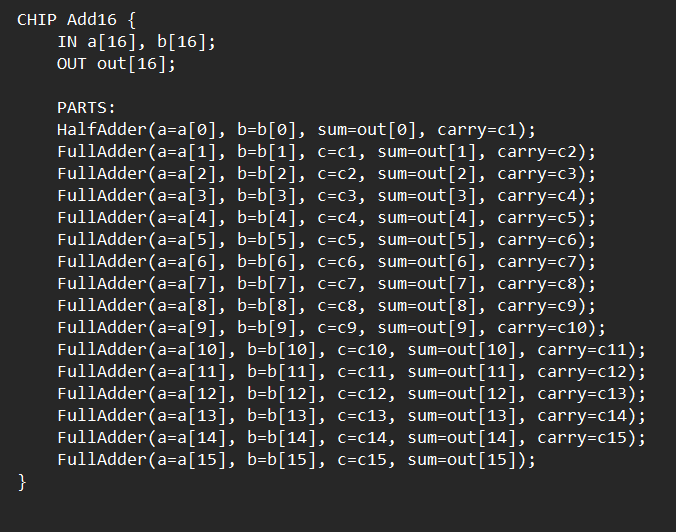 CHIP Add16 {
    IN a[16], b[16];
    OUT out[16];

    PARTS:
    HalfAdder(a=a[0], b=b[0], sum=out[0], carry=c1);
    FullAdder(a=a[1], b=b[1], c=c1, sum=out[1], carry=c2);
    FullAdder(a=a[2], b=b[2], c=c2, sum=out[2], carry=c3);
    FullAdder(a=a[3], b=b[3], c=c3, sum=out[3], carry=c4);
    FullAdder(a=a[4], b=b[4], c=c4, sum=out[4], carry=c5);
    FullAdder(a=a[5], b=b[5], c=c5, sum=out[5], carry=c6);
    FullAdder(a=a[6], b=b[6], c=c6, sum=out[6], carry=c7);
    FullAdder(a=a[7], b=b[7], c=c7, sum=out[7], carry=c8);
    FullAdder(a=a[8], b=b[8], c=c8, sum=out[8], carry=c9);
    FullAdder(a=a[9], b=b[9], c=c9, sum=out[9], carry=c10);
    FullAdder(a=a[10], b=b[10], c=c10, sum=out[10], carry=c11);
    FullAdder(a=a[11], b=b[11], c=c11, sum=out[11], carry=c12);
    FullAdder(a=a[12], b=b[12], c=c12, sum=out[12], carry=c13);
    FullAdder(a=a[13], b=b[13], c=c13, sum=out[13], carry=c14);
    FullAdder(a=a[14], b=b[14], c=c14, sum=out[14], carry=c15);
    FullAdder(a=a[15], b=b[15], c=c15, sum=out[15]);
}